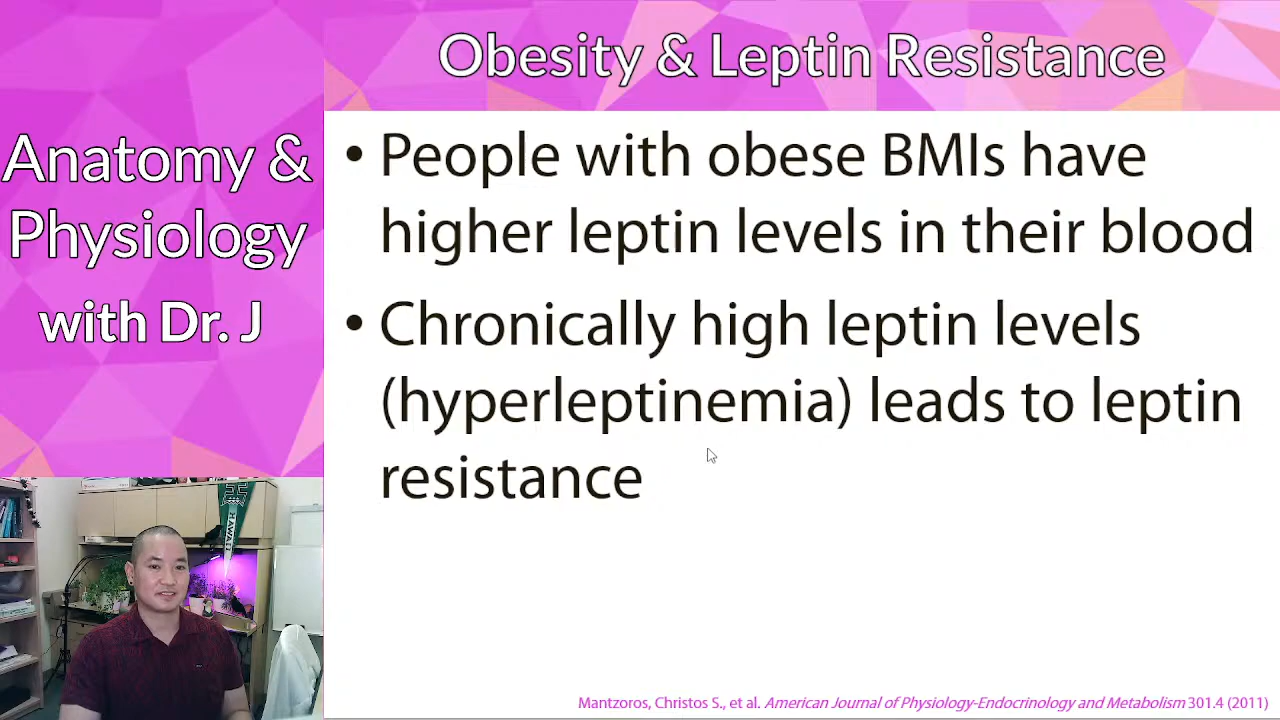 Obesity & Leptin Resistance
Anatomy &
Physiology
with Dr. J
• People with obese BMIs have
higher leptin levels in their blood
• Chronically high leptin levels
(hyperleptinemia) leads to leptin
resistance
HAWAI'I
Mantzoros, Christos S., et al. American Journal of Physiology-Endocrinology and Metabolism 301.4 (2011)